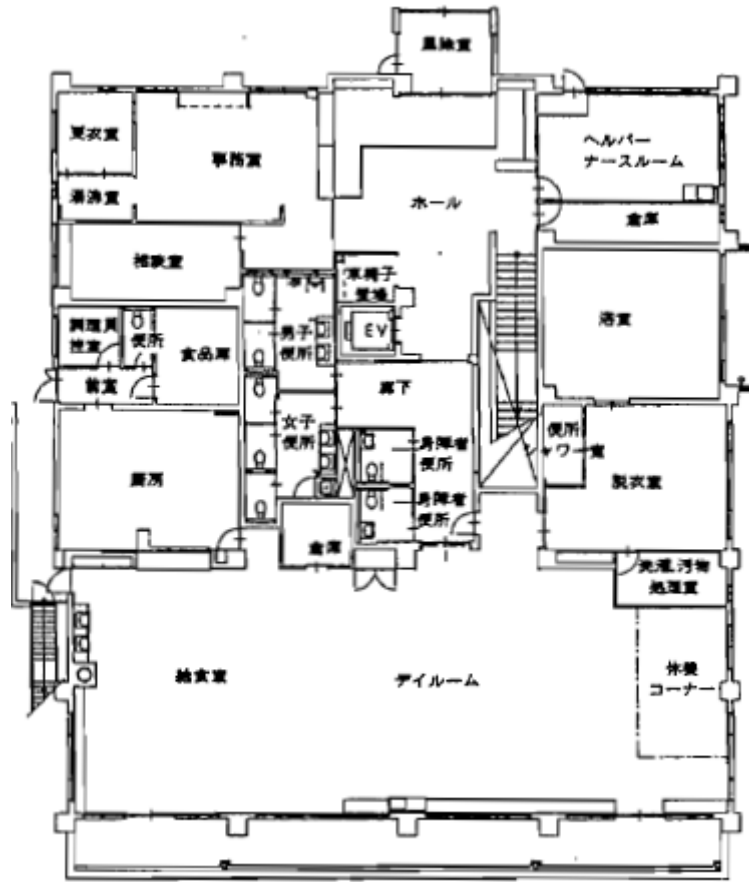 風除室
更衣室
事務室
ヘルパー
ナースルーム
湯沸室
ホール
倉庫
相談室
車椅子
置場
調理員
控室
便所
食品庫
男子
便所
EV
浴室
前室
廊下
女子
便所
身障者
便所
便所
シャワー室
厨房
脱衣室
身障者
便所
倉庫
洗濯,汚物
処理室
給食室
デイルーム
休養
コーナー